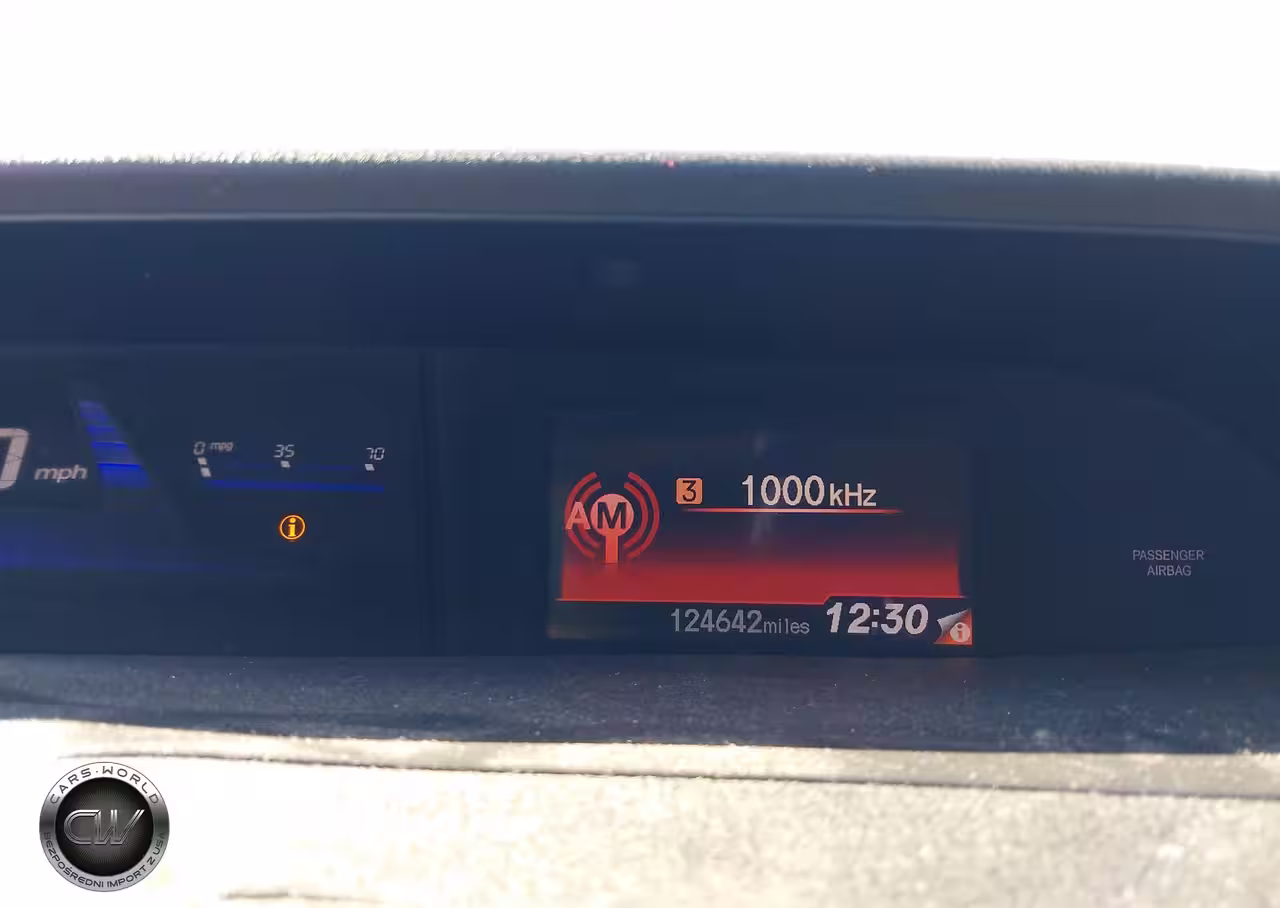 mph
0 mpg 35 70
i
AM 3 1000kHz
124642miles 12:30 i
PASSENGER
AIRBAG
CARS·WORLD
CW
BEZPOŚREDNI IMPORT Z USA